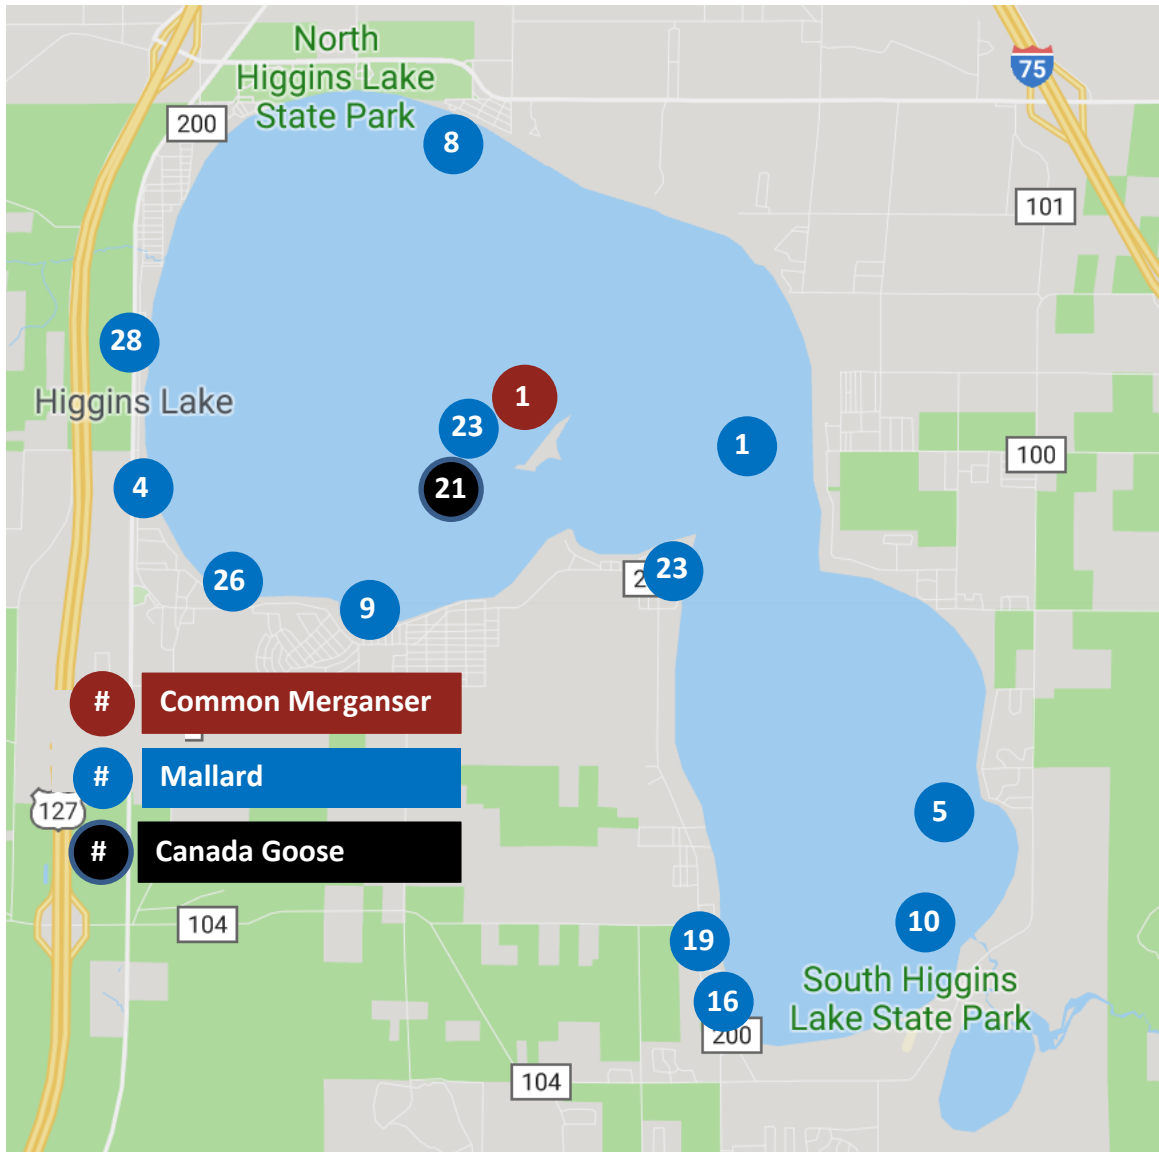 North
Higgins Lake
State Park
75
200
8
101
28
Higgins Lake
1
23
1
100
4
21
26
9
23
# Common Merganser
# Mallard
127
5
# Canada Goose
104
10
19
South Higgins
Lake State Park
16
200
104